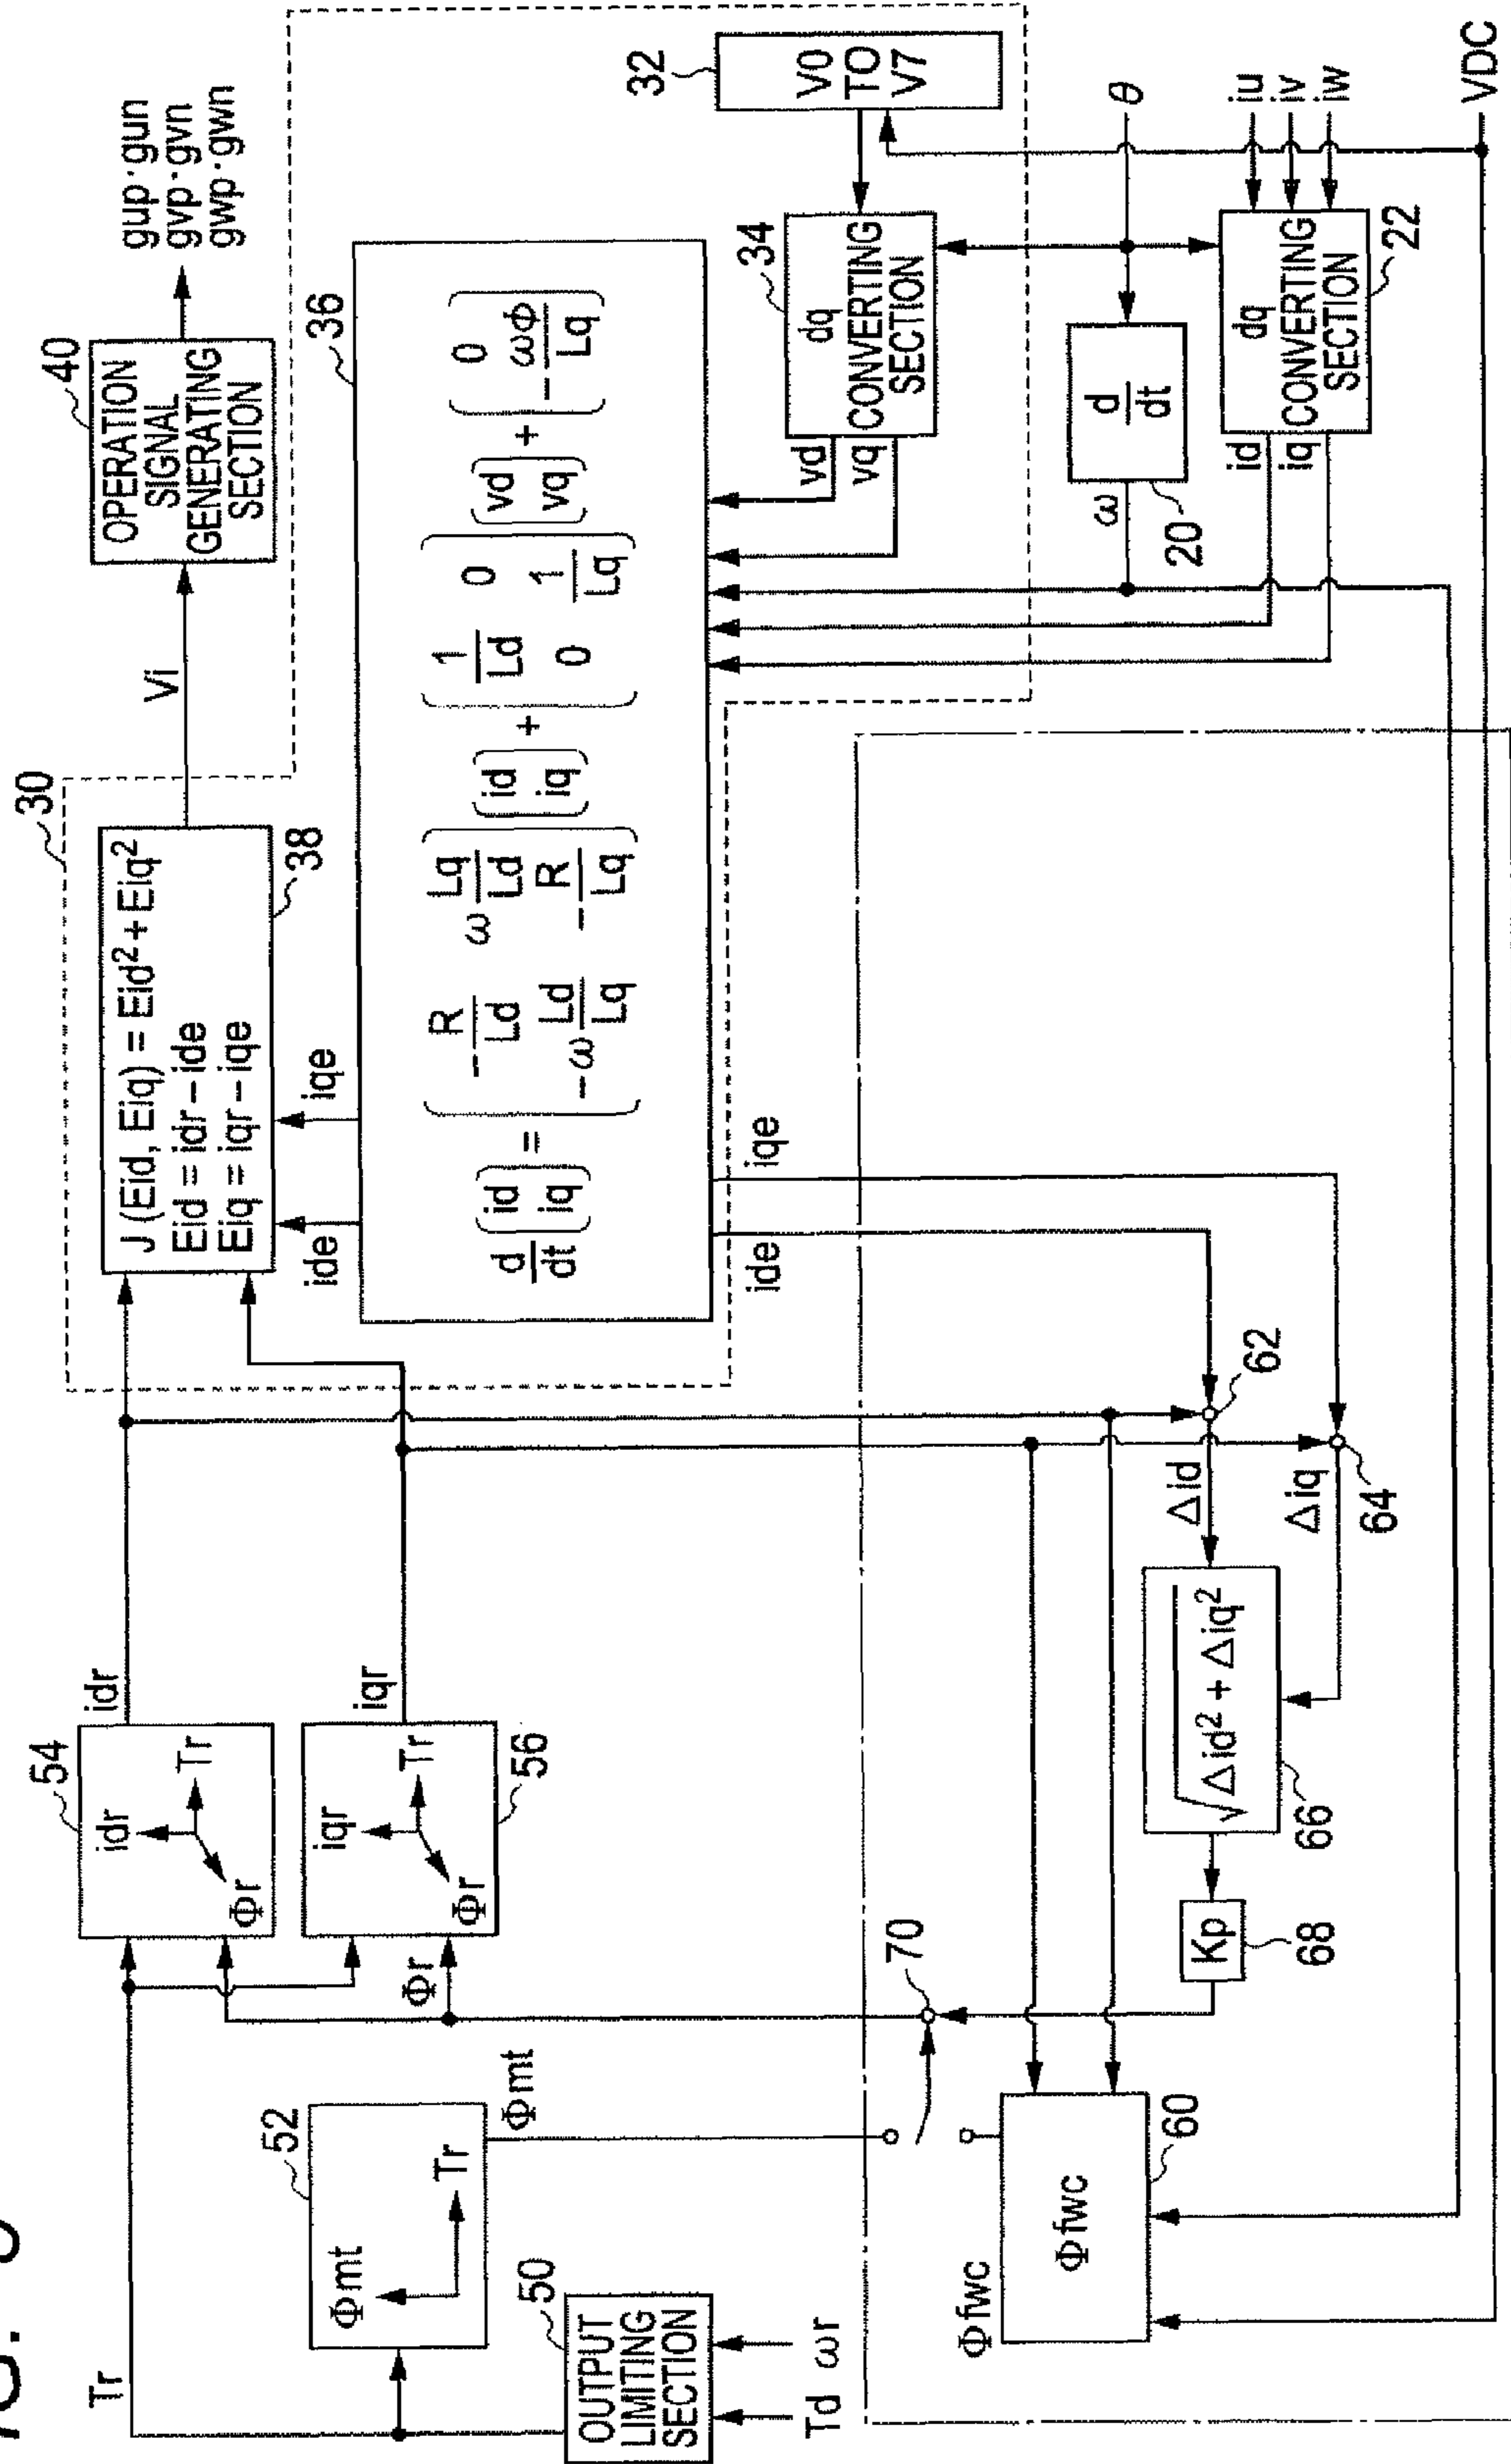 Tr
50
OUTPUT
LIMITING
SECTION
Td ωr
52
Φmt
Tr
Φmt
54
idr
Tr
Φr
idr
56
iqr
Tr
Φr
iqr
Φr
30
J (Eid, Eiq) = Eid² + Eiq²
Eid = idr − ide
Eiq = iqr − iqe
38
Vi
40
OPERATION
SIGNAL
GENERATING
SECTION
gup·gun
gvp·gvn
gwp·gwn
ide
iqe
36
d/dt (id iq) = (−R/Ld ωLq/Ld −ωLd/Lq −R/Lq) (id iq) + (1/Ld 0 0 1/Lq) (vd vq) + (0 −ωΦ/Lq)
32
V0
TO
V7
34
dq
CONVERTING
SECTION
vd
vq
θ
d/dt
20
ω
22
dq
CONVERTING
SECTION
id
iq
iu
iv
iw
VDC
ide
iqe
62
64
Δid
Δiq
√Δid² + Δiq²
66
Kp
68
70
Φfwc
Φfwc
60